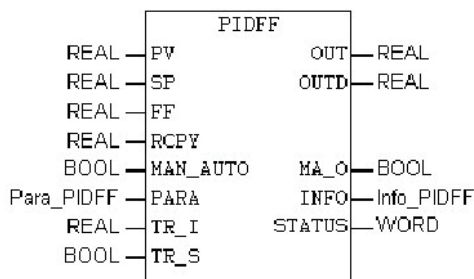 PIDFF
REAL PV OUT REAL
REAL SP OUTD REAL
REAL FF
REAL RCPY
BOOL MAN_AUTO MA_O BOOL
Para_PIDFF PARA INFO Info_PIDFF
REAL TR_I STATUS WORD
BOOL TR_S